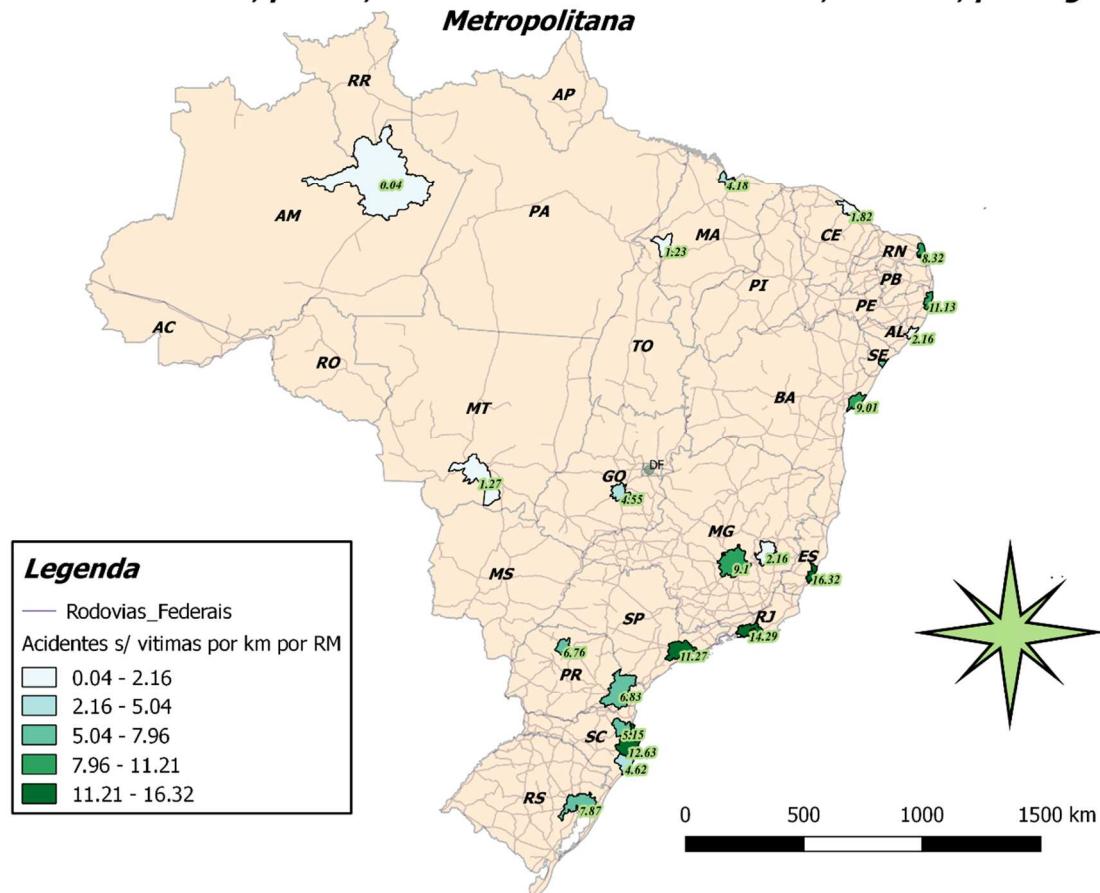 Metropolitana
RR
AP
0.04
4.18
AM
PA
1.82
CE
MA
1.23
RN
8.32
PB
PI
PE
11.13
AC
AL
2.16
TO
SE
RO
BA
MT
9.01
DF
GO
1.27
4.55
MG
ES
2.16
9.1
16.32
MS
SP
RJ
14.29
6.76
11.27
PR
6.83
SC
5.15
12.63
4.62
RS
7.87
Legenda
Rodovias_Federais
Acidentes s/ vitimas por km por RM
0.04 - 2.16
2.16 - 5.04
5.04 - 7.96
7.96 - 11.21
11.21 - 16.32
0 500 1000 1500 km